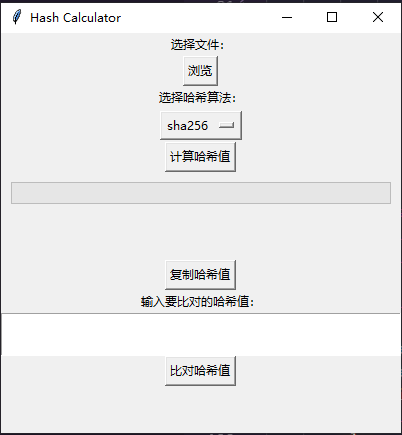 Hash Calculator
选择文件:
浏览
选择哈希算法:
sha256
计算哈希值
复制哈希值
输入要比对的哈希值:
比对哈希值